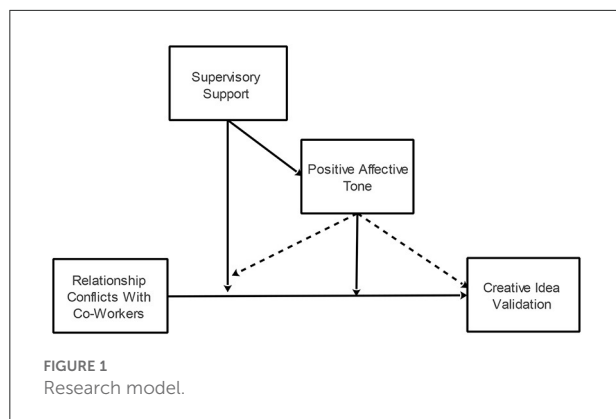 Supervisory
Support
Positive Affective
Tone
Relationship
Conflicts With
Co-Workers
Creative Idea
Validation
FIGURE 1
Research model.